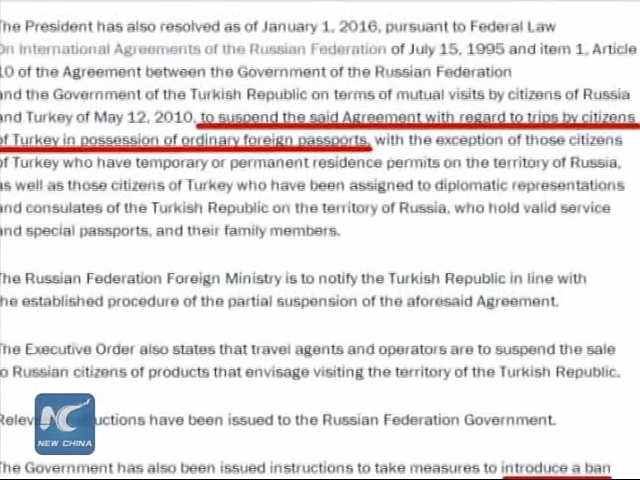 The President has also resolved as of January 1, 2016, pursuant to Federal Law
On International Agreements of the Russian Federation of July 15, 1995 and item 1, Article
10 of the Agreement between the Government of the Russian Federation
and the Government of the Turkish Republic on terms of mutual visits by citizens of Russia
and Turkey of May 12, 2010, to suspend the said Agreement with regard to trips by citizens
of Turkey in possession of ordinary foreign passports, with the exception of those citizens
of Turkey who have temporary or permanent residence permits on the territory of Russia,
as well as those citizens of Turkey who have been assigned to diplomatic representations
and consulates of the Turkish Republic on the territory of Russia, who hold valid service
and special passports, and their family members.
The Russian Federation Foreign Ministry is to notify the Turkish Republic in line with
the established procedure of the partial suspension of the aforesaid Agreement.
The Executive Order also states that travel agents and operators are to suspend the sale
to Russian citizens of products that envisage visiting the territory of the Turkish Republic.
have been issued to the Russian Federation Government.
NC
NEW CHINA
The Government has also been issued instructions to take measures to introduce a ban